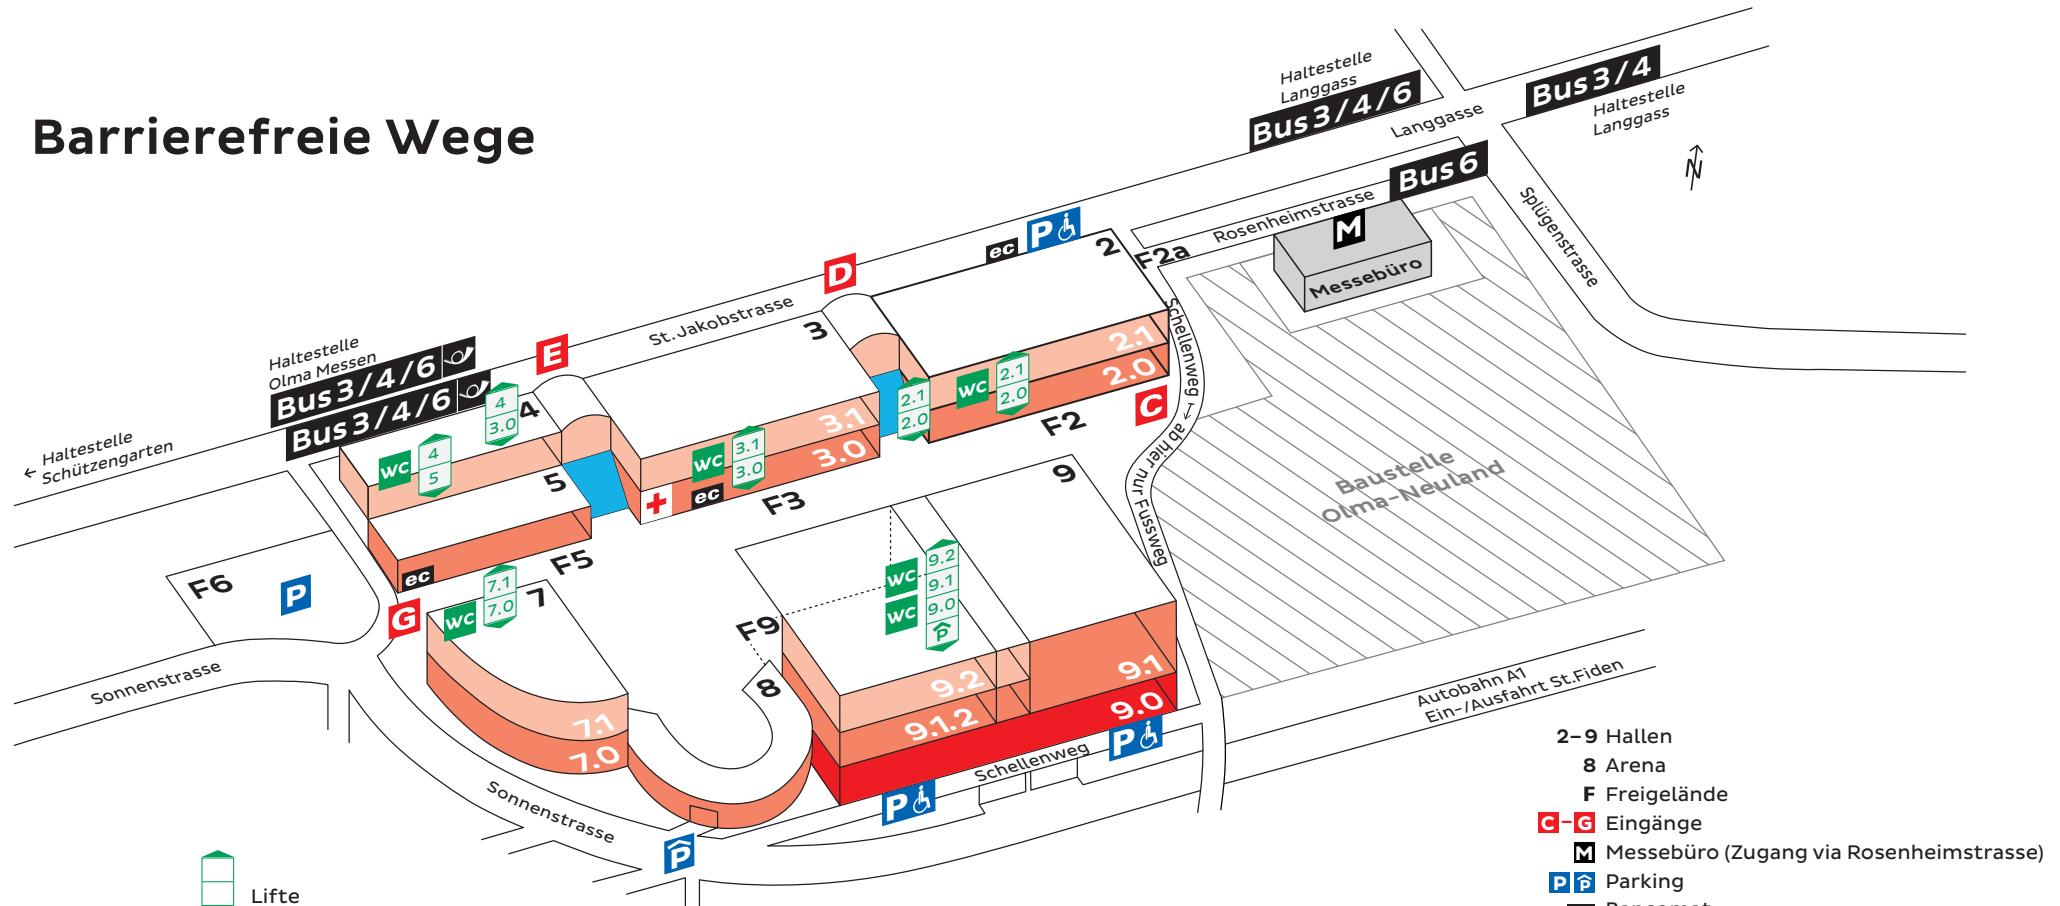 Barrierefreie Wege
Haltestelle
Langgass
Bus 3/4/6
Bus 3/4
Haltestelle
Langgass
Langgasse
N
Bus 6
Rosenheimstrasse
M
Messebüro
Splügenstrasse
ec
P
2
F2a
D
St. Jakobstrasse
3
E
Haltestelle
Olma Messen
Bus 3/4/6
Bus 3/4/6
← Haltestelle
Schützengarten
4
4
3.0
WC
4
5
5
WC
3.1
3.0
3.1
3.0
ec
F3
2.1
2.0
WC
2.1
2.0
2.1
2.0
F2
C
Schellenweg → ab hier nur Fussweg
Baustelle
Olma-Neuland
F6
P
ec
F5
G
WC
7.1
7.0
7
7.1
7.0
9
F9
WC
WC
9.2
9.1
9.0
P
8
9.2
9.1.2
9.1
9.0
P
Schellenweg
P
Sonnenstrasse
Sonnenstrasse
P
Autobahn A1
Ein-/Ausfahrt St.Fiden
Lifte
2–9 Hallen
8 Arena
F Freigelände
C–G Eingänge
M Messebüro (Zugang via Rosenheimstrasse)
P P Parking